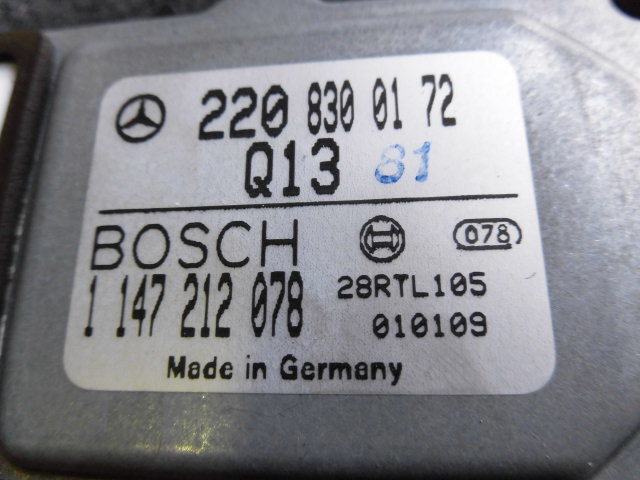 220 830 01 72
Q13 81
BOSCH 078
1 147 212 078 28RTL105
010109
Made in Germany